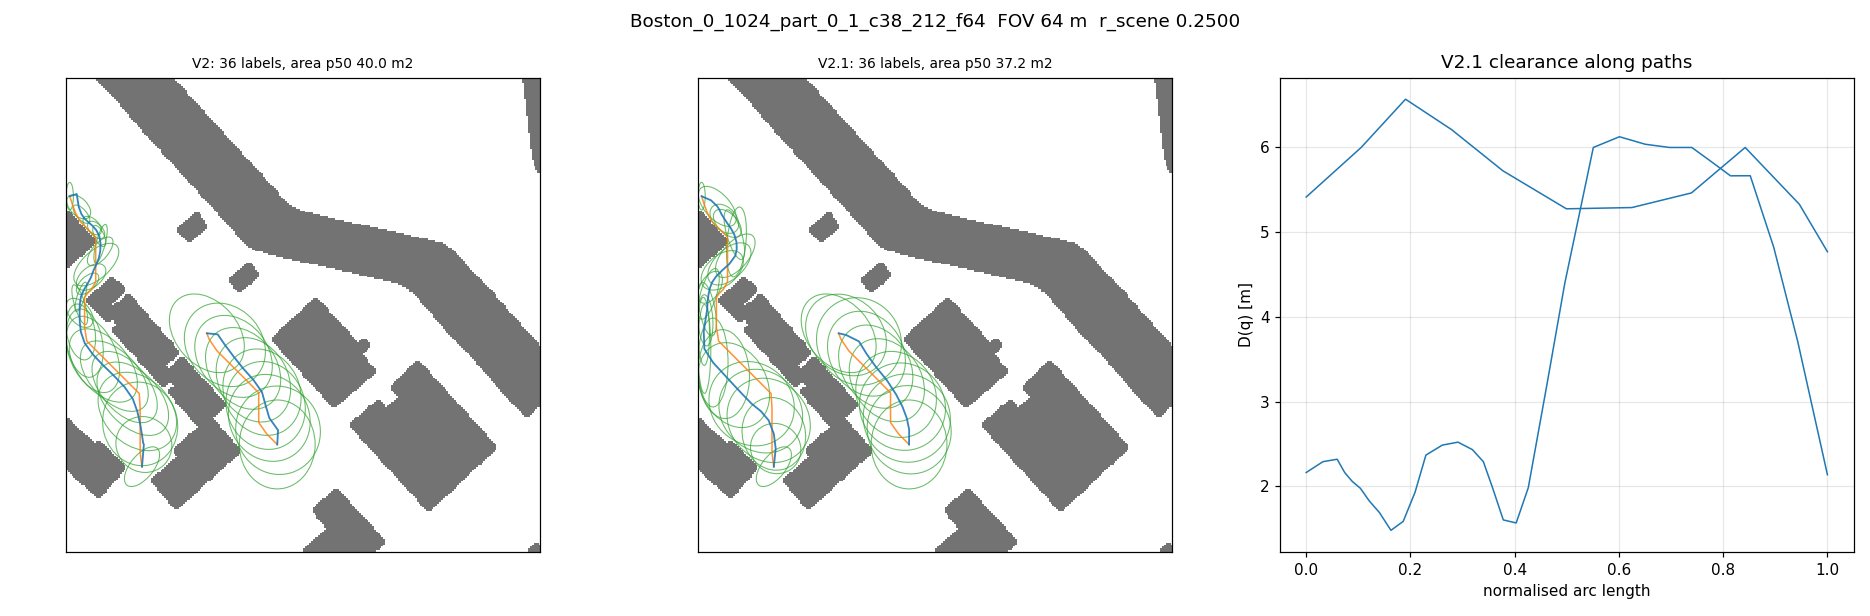 Boston_0_1024_part_0_1_c38_212_f64  FOV 64 m  r_scene 0.2500
V2: 36 labels, area p50 40.0 m2
V2.1: 36 labels, area p50 37.2 m2
V2.1 clearance along paths
D(q) [m]
6
5
4
3
2
0.0 0.2 0.4 0.6 0.8 1.0
normalised arc length